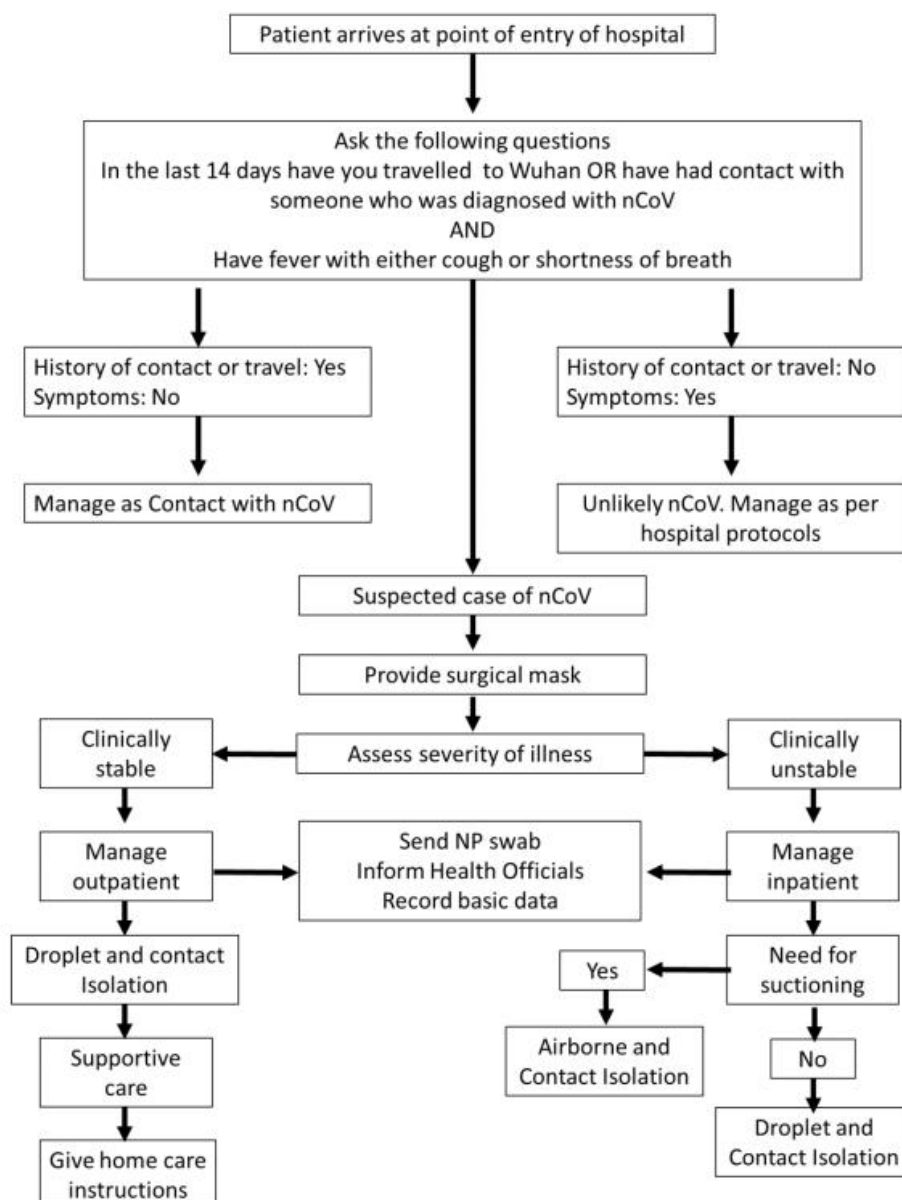 Patient arrives at point of entry of hospital
Ask the following questions
In the last 14 days have you travelled to Wuhan OR have had contact with
someone who was diagnosed with nCoV
AND
Have fever with either cough or shortness of breath
History of contact or travel: Yes
Symptoms: No
History of contact or travel: No
Symptoms: Yes
Manage as Contact with nCoV
Unlikely nCoV. Manage as per
hospital protocols
Suspected case of nCoV
Provide surgical mask
Clinically
stable
Assess severity of illness
Clinically
unstable
Manage
outpatient
Send NP swab
Inform Health Officials
Record basic data
Manage
inpatient
Droplet and contact
Isolation
Yes
Need for
suctioning
Supportive
care
Airborne and
Contact Isolation
No
Give home care
instructions
Droplet and
Contact Isolation